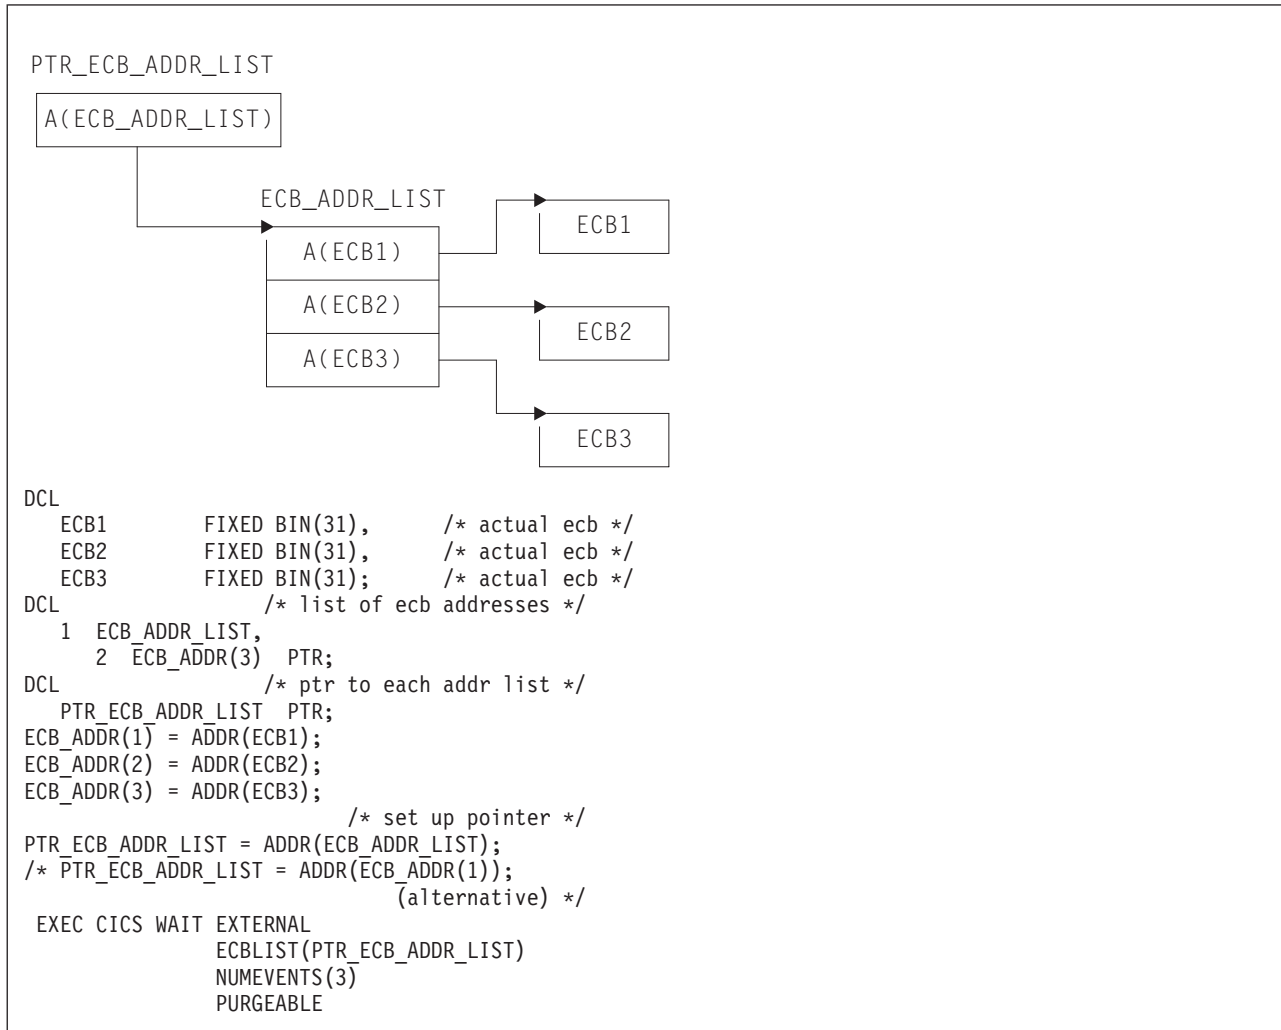 PTR_ECB_ADDR_LIST
A(ECB_ADDR_LIST)
ECB_ADDR_LIST
ECB1
A(ECB1)
A(ECB2)
ECB2
A(ECB3)
ECB3
DCL
   ECB1          FIXED BIN(31),      /* actual ecb */
   ECB2          FIXED BIN(31),      /* actual ecb */
   ECB3          FIXED BIN(31);      /* actual ecb */
DCL                 /* list of ecb addresses */
   1  ECB_ADDR_LIST,
      2  ECB_ADDR(3)  PTR;
DCL                 /* ptr to each addr list */
   PTR_ECB_ADDR_LIST  PTR;
ECB_ADDR(1) = ADDR(ECB1);
ECB_ADDR(2) = ADDR(ECB2);
ECB_ADDR(3) = ADDR(ECB3);
                          /* set up pointer */
PTR_ECB_ADDR_LIST = ADDR(ECB_ADDR_LIST);
/* PTR_ECB_ADDR_LIST = ADDR(ECB_ADDR(1));
                              (alternative) */
 EXEC CICS WAIT EXTERNAL
                ECBLIST(PTR_ECB_ADDR_LIST)
                NUMEVENTS(3)
                PURGEABLE